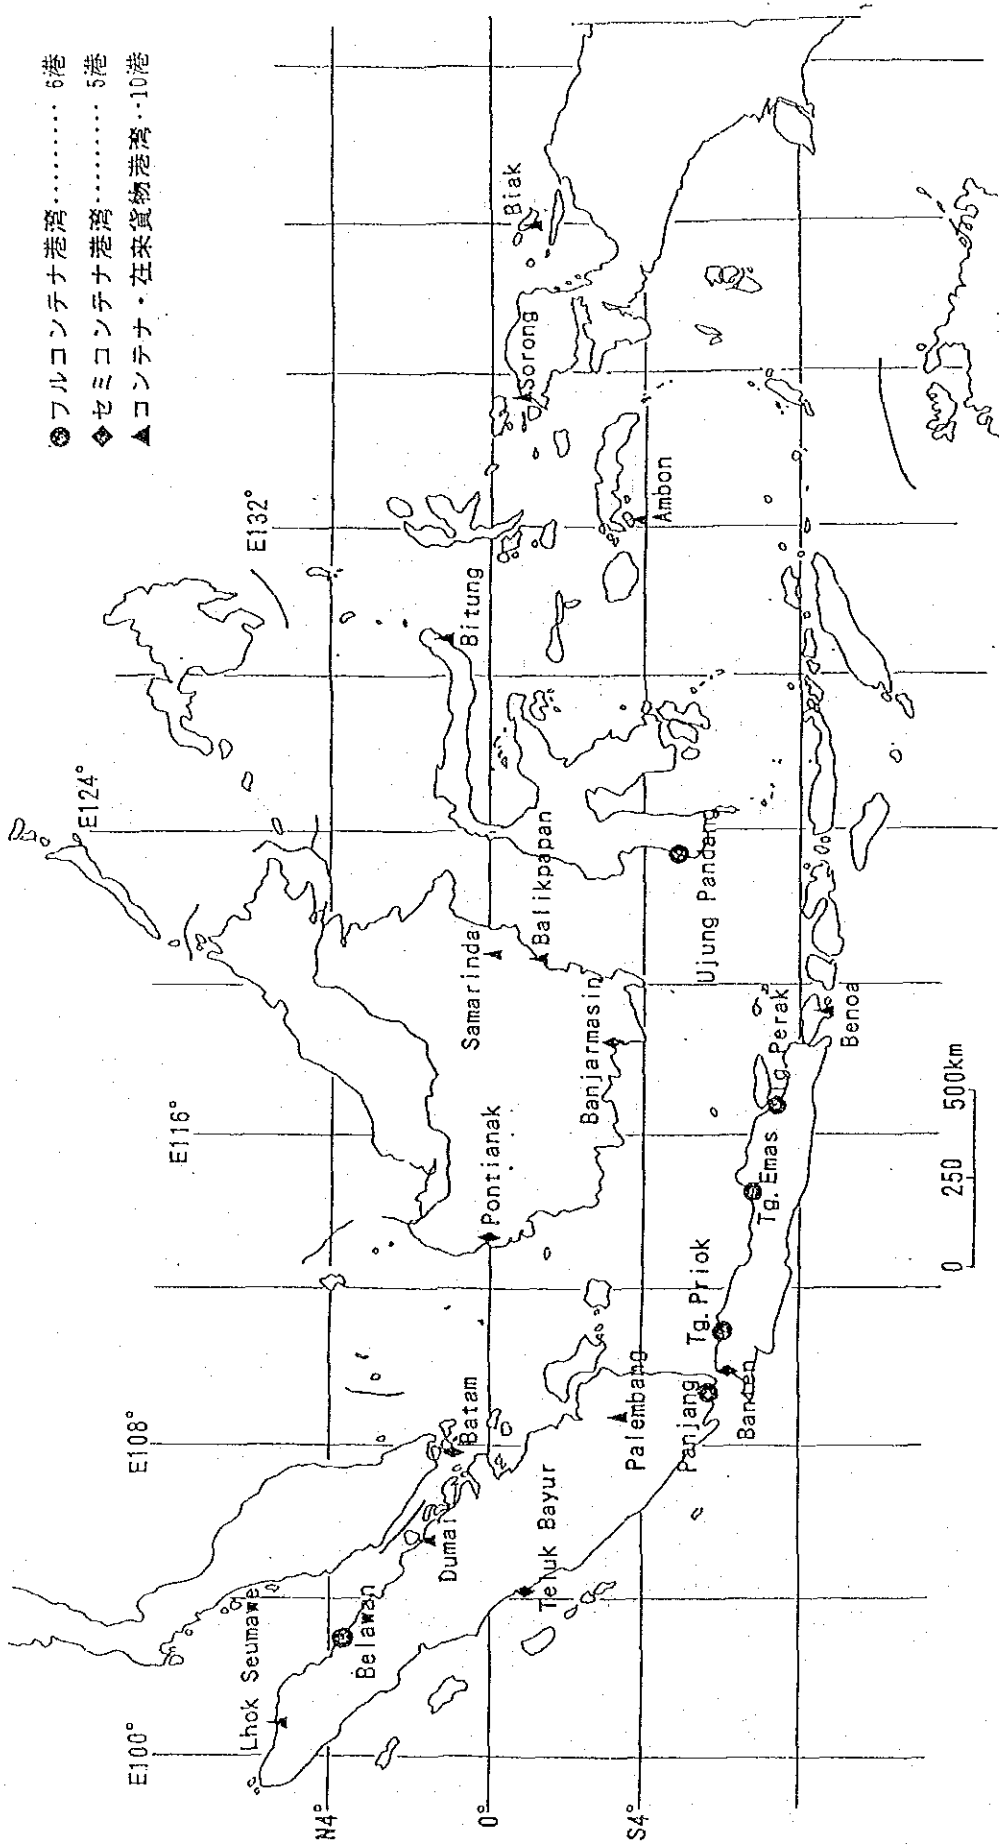 ●フルコンテナ港湾‥‥‥‥6港
◆セミコンテナ港湾‥‥‥‥5港
▲コンテナ・在来貨物港湾‥10港
E100°
E108°
E116°
E124°
E132°
N4°
0°
S4°
Lhok Seumawe
Belawan
Dumai
Batam
Teluk Bayur
Palembang
Panjang
Banten
Tg. Priok
Tg. Emas
Tg. Perak
Benoa
Pontianak
Banjarmasin
Samarinda
Balikpapan
Ujung Pandang
Bitung
Ambon
Sorong
Biak
0 250 500km